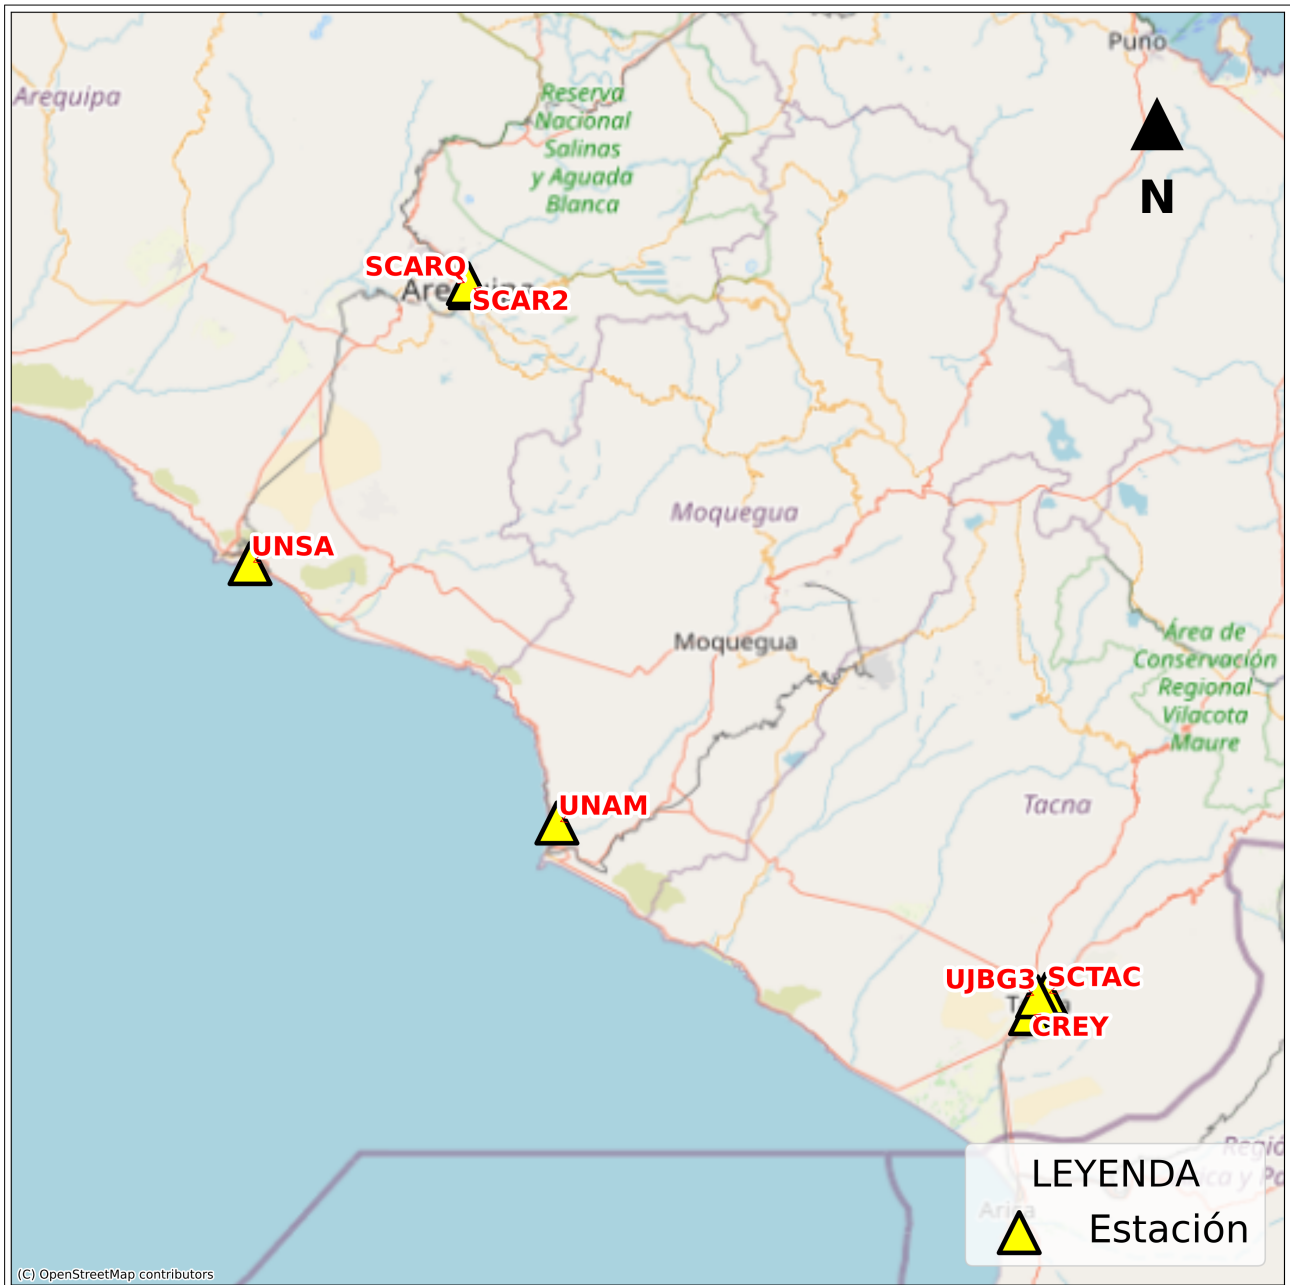 Puno
Arequipa
Reserva
Nacional
Salinas
y Aguada
Blanca
N
SCARQ
SCAR2
Moquegua
UNSA
Moquegua
Área de
Conservación
Regional
Vilacota
Maure
UNAM
Tacna
UJBG3
SCTAC
CREY
LEYENDA
Estación
Arica
(C) OpenStreetMap contributors